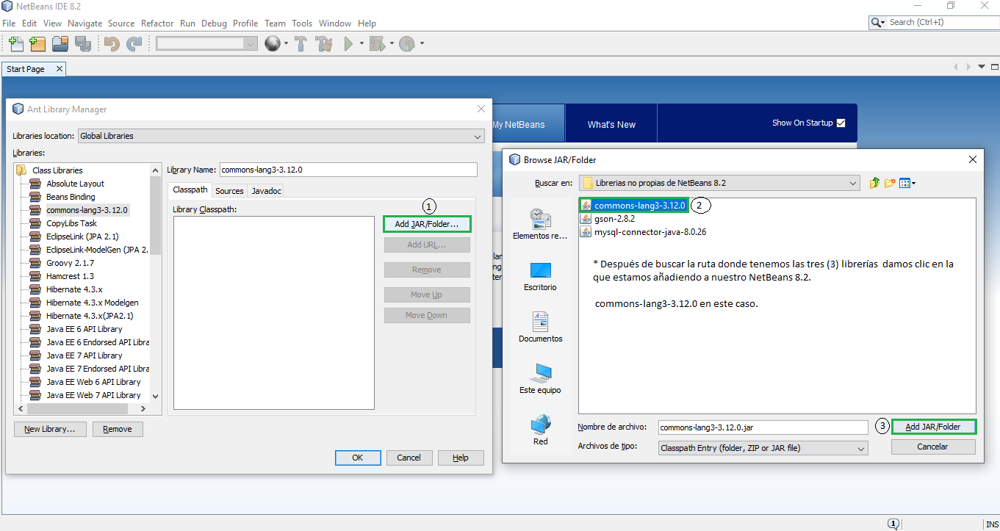 NetBeans IDE 8.2
File Edit View Navigate Source Refactor Run Debug Profile Team Tools Window Help
Search (Ctrl+I)
Start Page
My NetBeans
What's New
Show On Startup
Ant Library Manager
Libraries location: Global Libraries
Libraries:
Class Libraries
Absolute Layout
Beans Binding
commons-lang3-3.12.0
CopyLibs Task
EclipseLink (JPA 2.1)
EclipseLink-ModelGen (JPA 2.
Groovy 2.1.7
Hamcrest 1.3
Hibernate 4.3.x
Hibernate 4.3.x Modelgen
Hibernate 4.3.x(JPA2.1)
Java EE 6 API Library
Java EE 6 Endorsed API Libra
Java EE 7 API Library
Java EE 7 Endorsed API Libra
Java EE Web 6 API Library
Java EE Web 7 API Library
New Library... Remove
Library Name: commons-lang3-3.12.0
Classpath Sources Javadoc
Library Classpath:
1
Add JAR/Folder...
Add URL...
Remove
Move Up
Move Down
OK Cancel Help
Browse JAR/Folder
Buscar en: Librerias no propias de NetBeans 8.2
Elementos re...
Escritorio
Documentos
Este equipo
Red
commons-lang3-3.12.0 2
gson-2.8.2
mysql-connector-java-8.0.26
* Después de buscar la ruta donde tenemos las tres (3) librerías damos clic en la
que estamos añadiendo a nuestro NetBeans 8.2.
commons-lang3-3.12.0 en este caso.
Nombre de archivo: commons-lang3-3.12.0.jar 3 Add JAR/Folder
Archivos de tipo: Classpath Entry (folder, ZIP or JAR file) Cancelar
1 INS